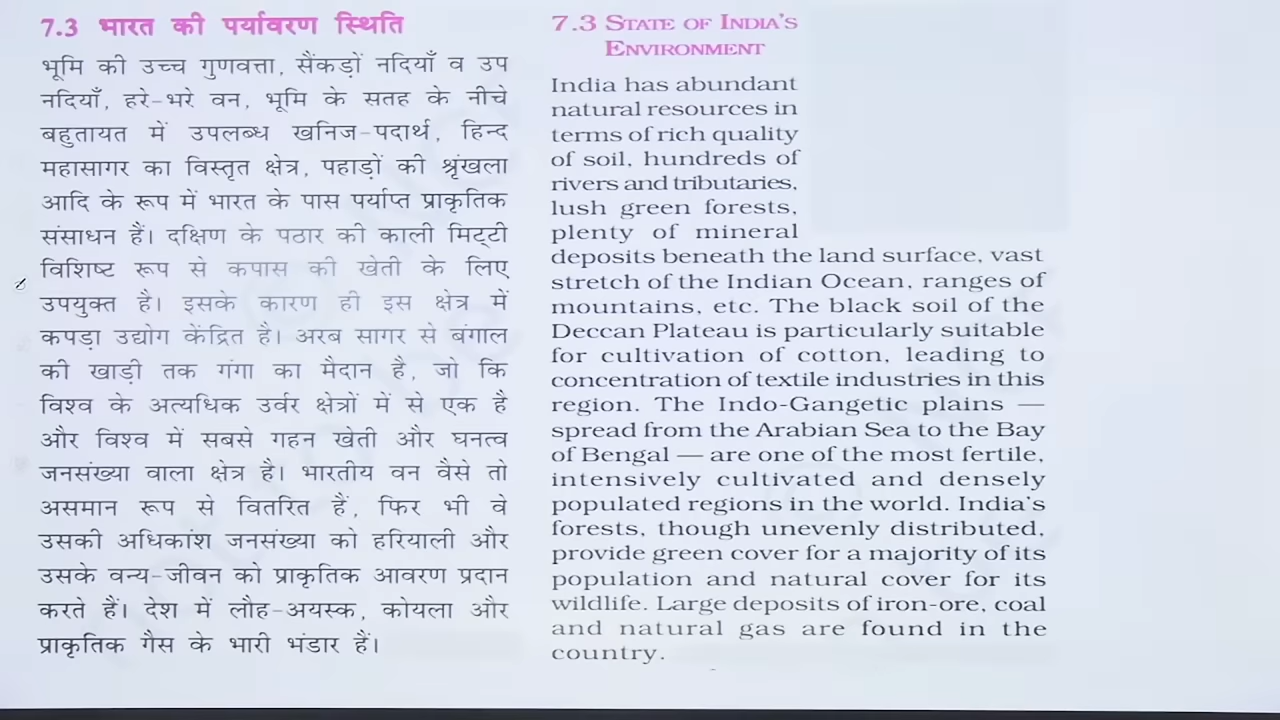 7.3 भारत की पर्यावरण स्थिति
भूमि की उच्च गुणवत्ता, सैंकड़ों नदियाँ व उप
नदियाँ, हरे-भरे वन, भूमि के सतह के नीचे
बहुतायत में उपलब्ध खनिज-पदार्थ, हिन्द
महासागर का विस्तृत क्षेत्र, पहाड़ों की श्रृंखला
आदि के रूप में भारत के पास पर्याप्त प्राकृतिक
संसाधन हैं। दक्षिण के पठार की काली मिट्टी
विशिष्ट रूप से कपास की खेती के लिए
उपयुक्त है। इसके कारण ही इस क्षेत्र में
कपड़ा उद्योग केंद्रित है। अरब सागर से बंगाल
की खाड़ी तक गंगा का मैदान है, जो कि
विश्व के अत्यधिक उर्वर क्षेत्रों में से एक है
और विश्व में सबसे गहन खेती और घनत्व
जनसंख्या वाला क्षेत्र है। भारतीय वन वैसे तो
असमान रूप से वितरित हैं, फिर भी वे
उसकी अधिकांश जनसंख्या को हरियाली और
उसके वन्य-जीवन को प्राकृतिक आवरण प्रदान
करते हैं। देश में लौह-अयस्क, कोयला और
प्राकृतिक गैस के भारी भंडार हैं।
7.3 STATE OF INDIA'S
ENVIRONMENT
India has abundant
natural resources in
terms of rich quality
of soil, hundreds of
rivers and tributaries,
lush green forests,
plenty of mineral
deposits beneath the land surface, vast
stretch of the Indian Ocean, ranges of
mountains, etc. The black soil of the
Deccan Plateau is particularly suitable
for cultivation of cotton, leading to
concentration of textile industries in this
region. The Indo-Gangetic plains —
spread from the Arabian Sea to the Bay
of Bengal — are one of the most fertile,
intensively cultivated and densely
populated regions in the world. India's
forests, though unevenly distributed,
provide green cover for a majority of its
population and natural cover for its
wildlife. Large deposits of iron-ore, coal
and natural gas are found in the
country.